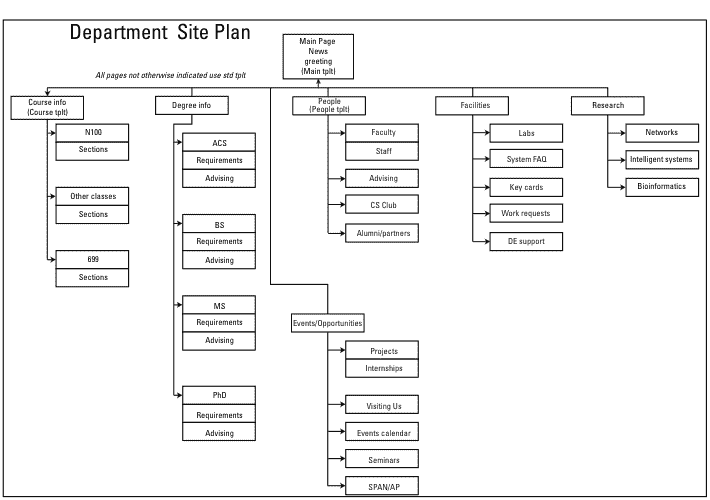 Department Site Plan
Main Page
News
greeting
(Main tplt)
All pages not otherwise indicated use std tplt
Course info
(Course tplt)
N100
Sections
Other classes
Sections
699
Sections
Degree info
ACS
Requirements
Advising
BS
Requirements
Advising
MS
Requirements
Advising
PhD
Requirements
Advising
People
(People tplt)
Faculty
Staff
Advising
CS Club
Alumni/partners
Events/Opportunities
Projects
Internships
Visiting Us
Events calendar
Seminars
SPAN/AP
Facilities
Labs
System FAQ
Key cards
Work requests
DE support
Research
Networks
Intelligent systems
Bioinformatics